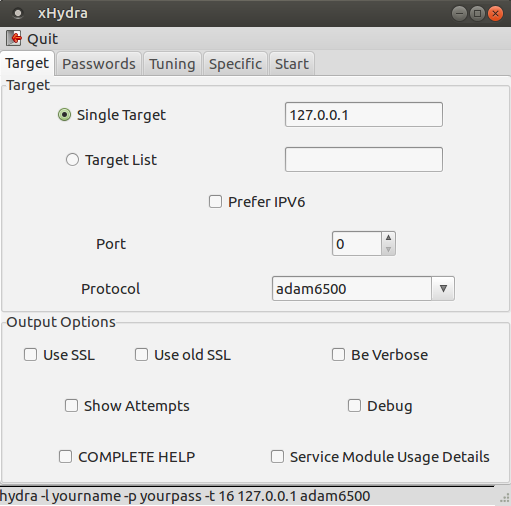 xHydra
Quit
Target Passwords Tuning Specific Start
Target
Single Target 127.0.0.1
Target List
Prefer IPV6
Port 0
Protocol adam6500
Output Options
Use SSL Use old SSL Be Verbose
Show Attempts Debug
COMPLETE HELP Service Module Usage Details
hydra -l yourname -p yourpass -t 16 127.0.0.1 adam6500